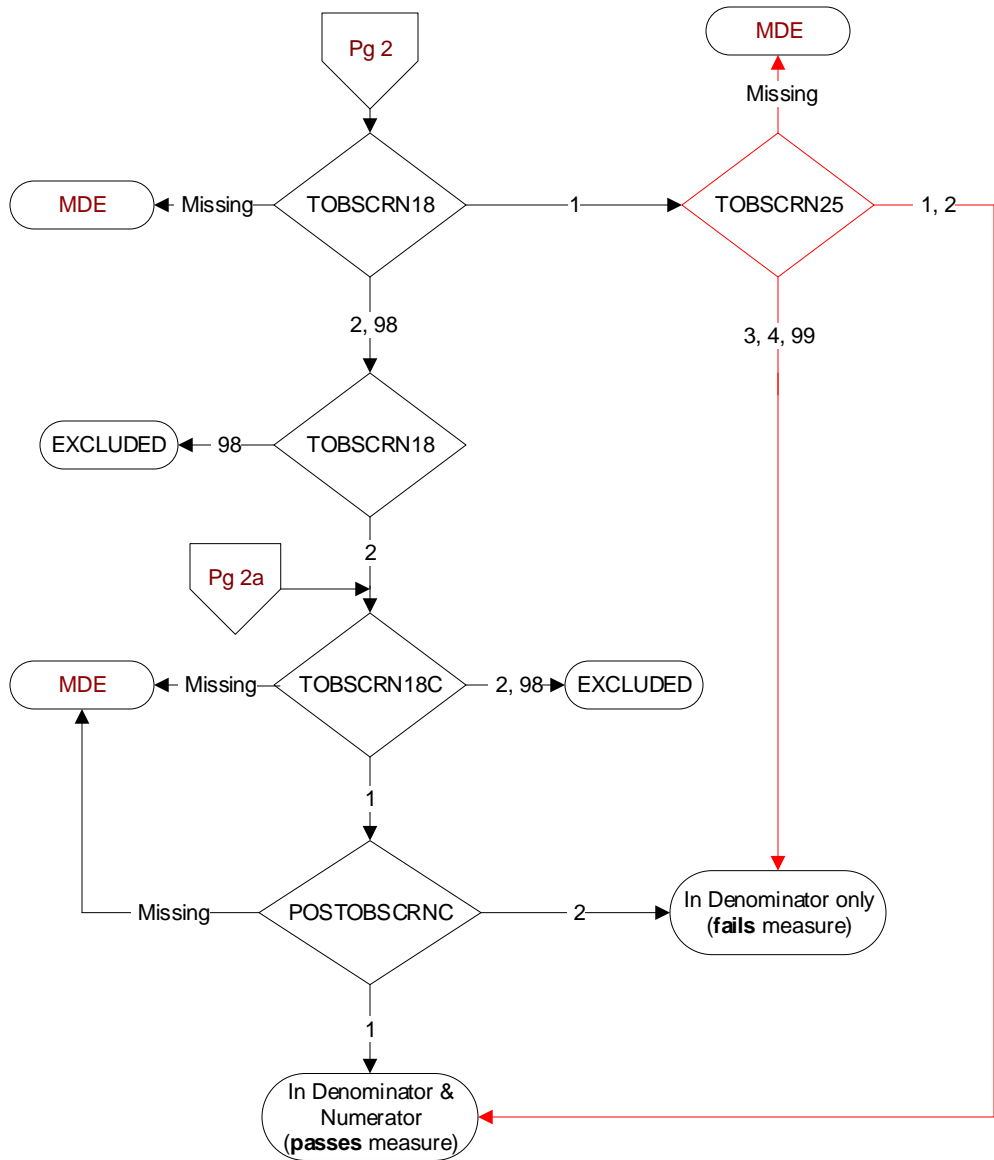 Pg 2
MDE
Missing
MDE
Missing
TOBSCRN18
1
TOBSCRN25
1, 2
2, 98
3, 4, 99
EXCLUDED
98
TOBSCRN18
2
Pg 2a
MDE
Missing
TOBSCRN18C
2, 98
EXCLUDED
1
Missing
POSTOBSCRNC
2
In Denominator only
(fails measure)
1
In Denominator &
Numerator
(passes measure)